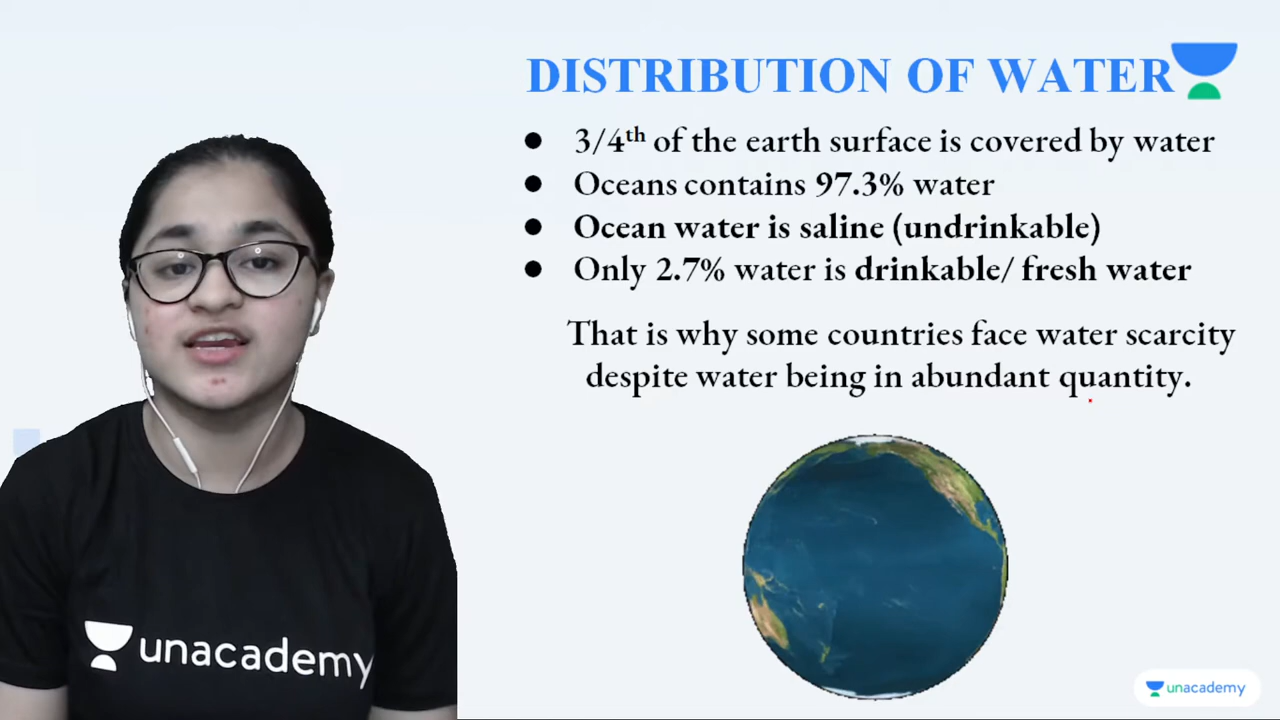 DISTRIBUTION OF WATER
● 3/4th of the earth surface is covered by water
● Oceans contains 97.3% water
● Ocean water is saline (undrinkable)
● Only 2.7% water is drinkable/ fresh water
That is why some countries face water scarcity
despite water being in abundant quantity.
unacademy
unacademy